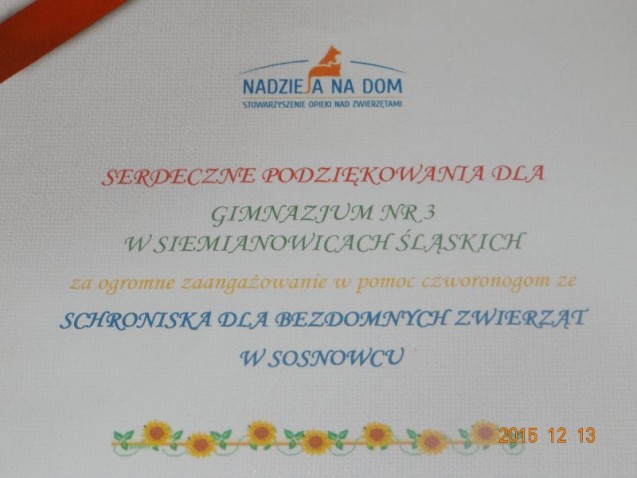 NADZIEJA NA DOM
STOWARZYSZENIE OPIEKI NAD ZWIERZĘTAMI
SERDECZNE PODZIĘKOWANIA DLA
GIMNAZJUM NR 3
W SIEMIANOWICACH ŚLĄSKICH
za ogromne zaangażowanie w pomoc czworonogom ze
SCHRONISKA DLA BEZDOMNYCH ZWIERZĄT
W SOSNOWCU
2015 12 13